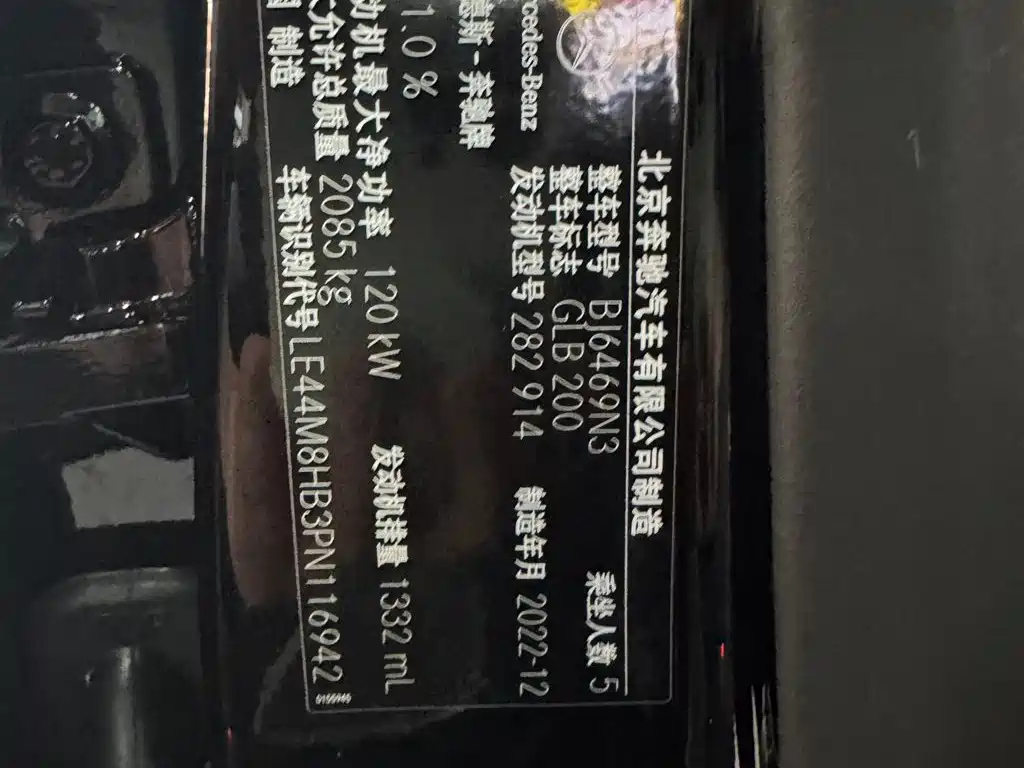 北京奔驰汽车有限公司制造
整车型号 BJ6469N3 乘坐人数 5
整车标志 GLB 200
rcedes-Benz 发动机型号 282 914 制造年月 2022-12
斯-奔驰牌
1.0 %
动机最大净功率 120 kW 发动机排量 1332 mL
允许总质量 2085 kg
制造 车辆识别代号 LE44M8HB3PN116942